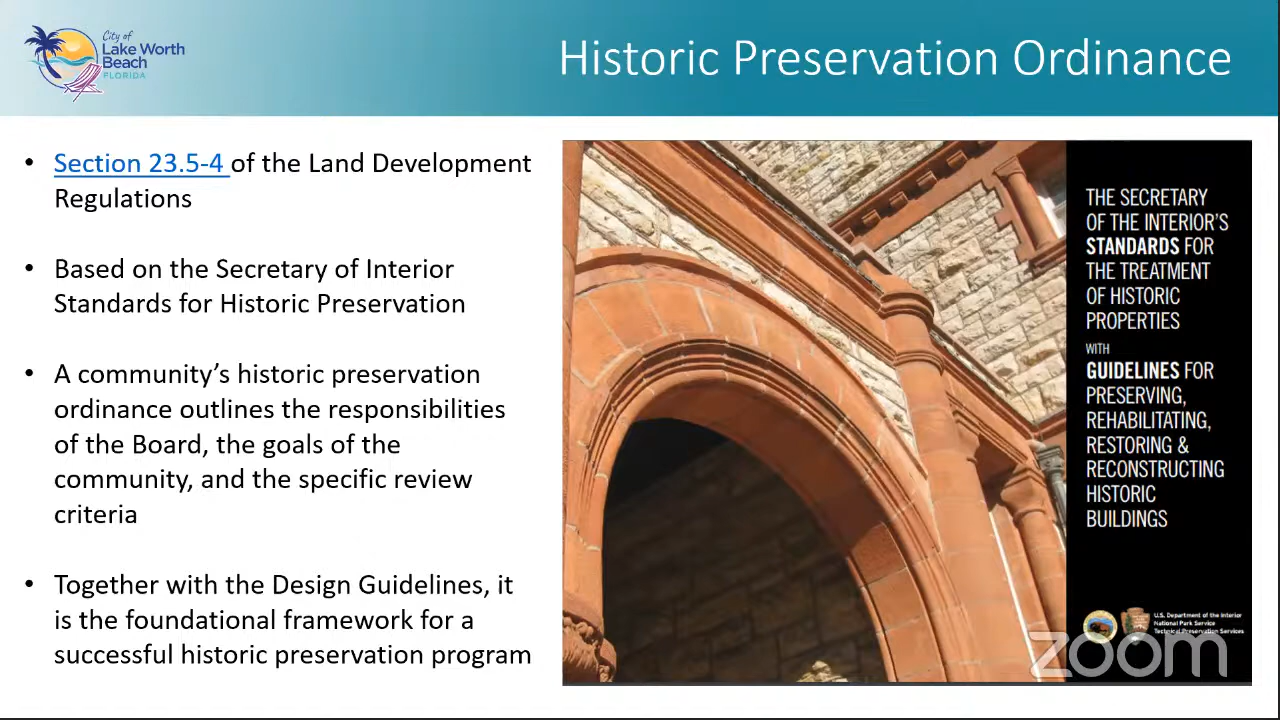 City of
Lake Worth
Beach
FLORIDA
Historic Preservation Ordinance
• Section 23.5-4 of the Land Development
Regulations
• Based on the Secretary of Interior
Standards for Historic Preservation
• A community’s historic preservation
ordinance outlines the responsibilities
of the Board, the goals of the
community, and the specific review
criteria
• Together with the Design Guidelines, it
is the foundational framework for a
successful historic preservation program
THE SECRETARY
OF THE INTERIOR’S
STANDARDS FOR
THE TREATMENT
OF HISTORIC
PROPERTIES
WITH
GUIDELINES FOR
PRESERVING,
REHABILITATING,
RESTORING &
RECONSTRUCTING
HISTORIC
BUILDINGS
U.S. Department of the Interior
National Park Service
Technical Preservation Services
zoom